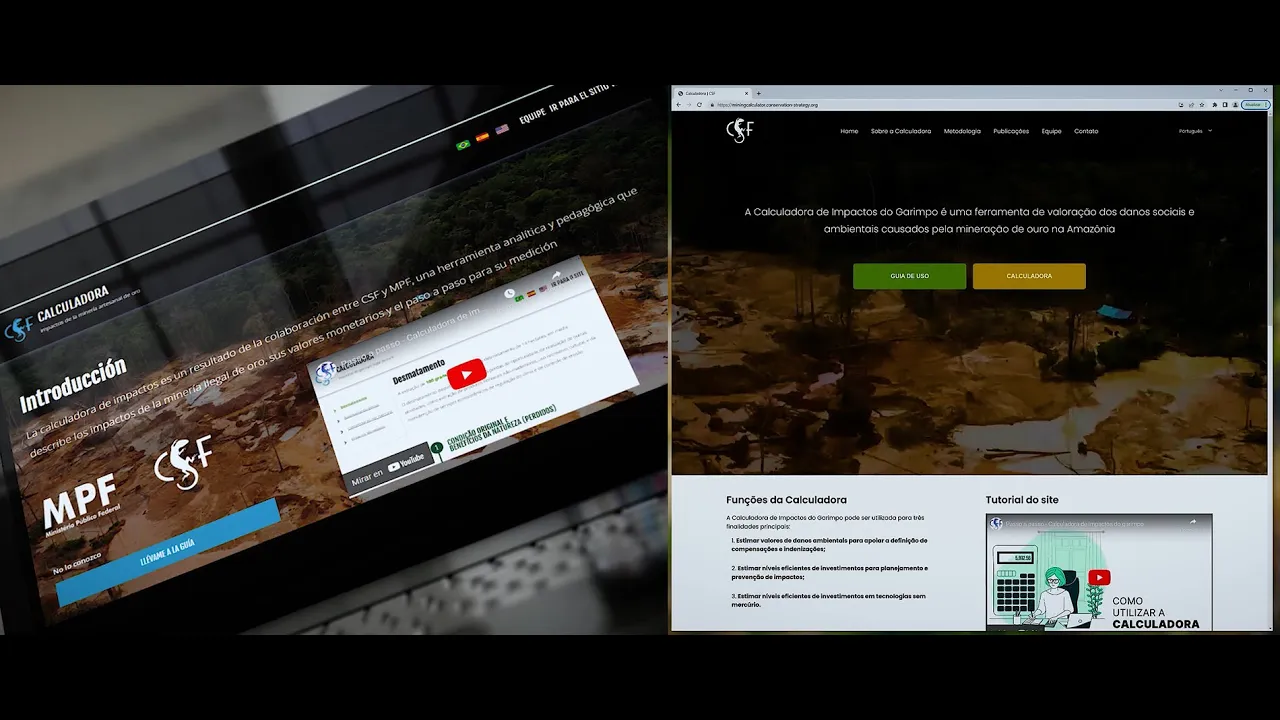 EQUIPE IR PARA EL SITIO
CSF CALCULADORA
impactos de la minería artesanal de oro
Introducción
La calculadora de impactos es un resultado de la colaboración entre CSF y MPF, una herramienta analítica y pedagógica que
describe los impactos de la minería ilegal de oro, sus valores monetarios y el paso a paso para su medición
MPF
Ministério Público Federal
CSF
No la conozco
LLÉVAME A LA GUÍA
IR PARA O SITE
Passo a passo - Calculadora de im
CALCULADORA
Desmatamento
1 CONDIÇÃO ORIGINAL E
BENEFÍCIOS DA NATUREZA (PERDIDOS)
Mirar en YouTube
Calculadora | CSF
https://miningcalculator.conservation-strategy.org
CSF
Home Sobre a Calculadora Metodologia Publicações Equipe Contato Português
A Calculadora de Impactos do Garimpo é uma ferramenta de valoração dos danos sociais e
ambientais causados pela mineração de ouro na Amazônia
GUIA DE USO CALCULADORA
Funções da Calculadora
A Calculadora de Impactos do Garimpo pode ser utilizada para três
finalidades principais:
1. Estimar valores de danos ambientais para apoiar a definição de
compensações e indenizações;
2. Estimar níveis eficientes de investimentos para planejamento e
prevenção de impactos;
3. Estimar níveis eficientes de investimentos em tecnologias sem
mercúrio.
Tutorial do site
Passo a passo - Calculadora de impactos do garimpo
COMO
UTILIZAR A
CALCULADORA